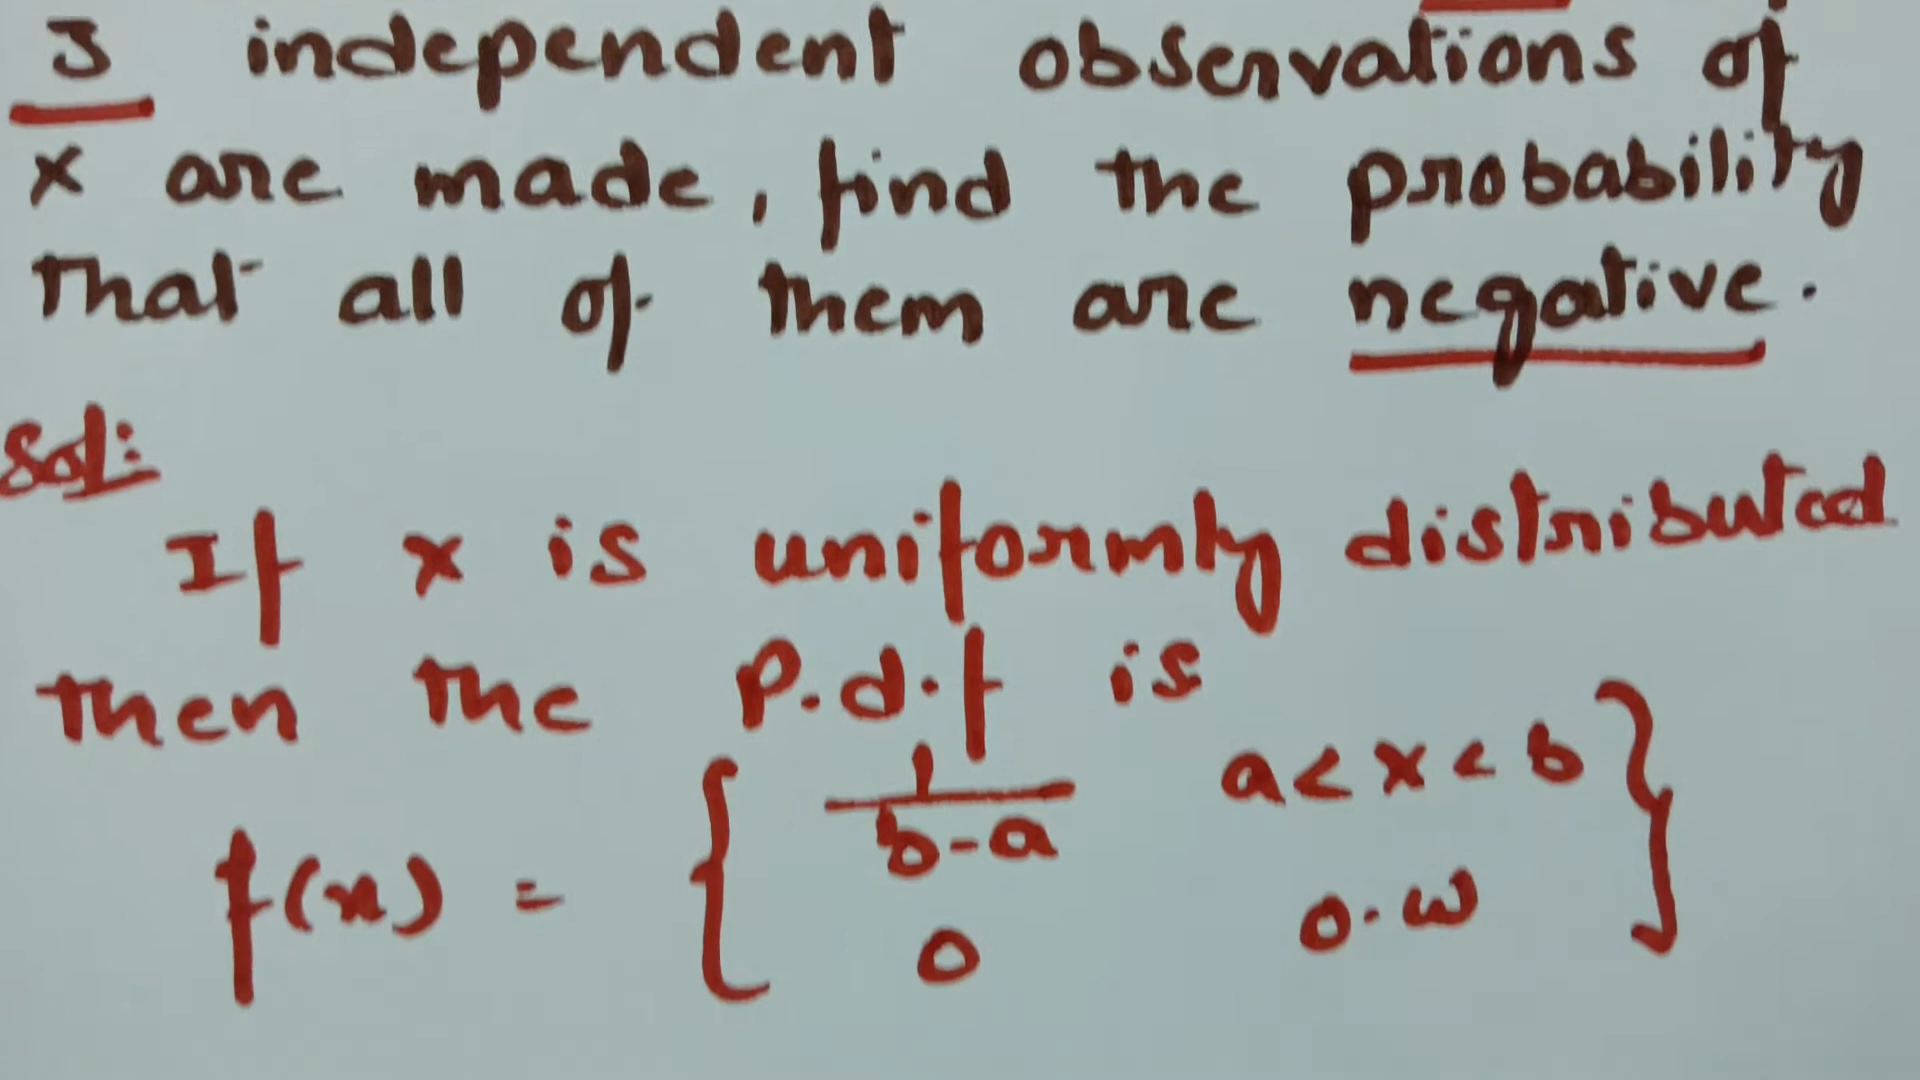 3 independent observations of
x are made, find the probability
that all of them are negative.
Sol:
If x is uniformly distributed
then the P.d.f is
f(x) = { 1/(b-a) a<x<b }
0 0.w